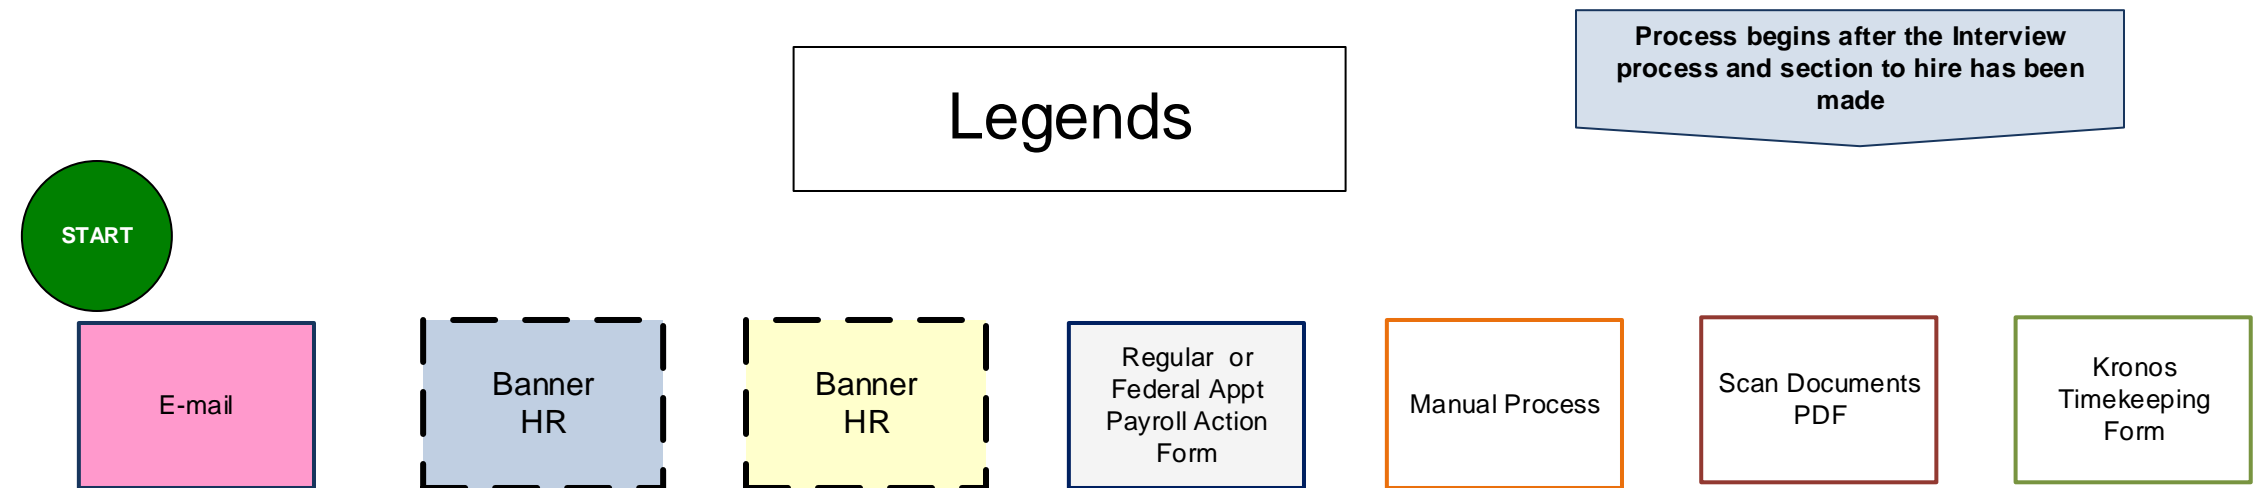 Process begins after the Interview
process and section to hire has been
made
Legends
START
E-mail
Banner
HR
Banner
HR
Regular or
Federal Appt
Payroll Action
Form
Manual Process
Scan Documents
PDF
Kronos
Timekeeping
Form